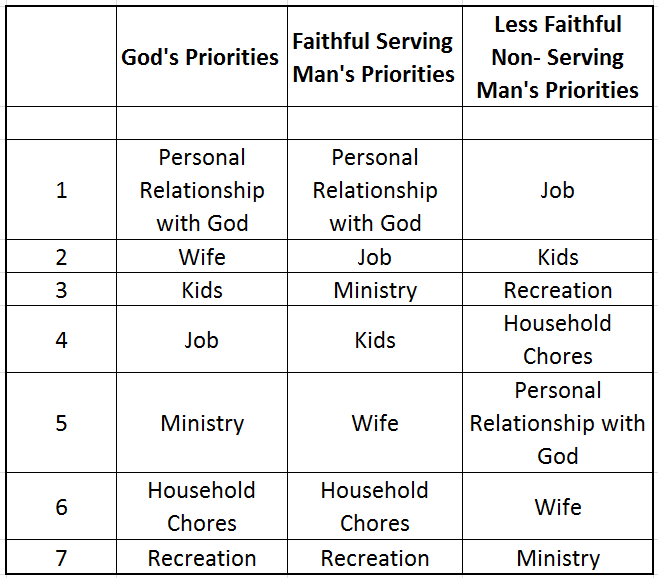 God's Priorities
Faithful Serving
Man's Priorities
Less Faithful
Non- Serving
Man's Priorities
1
Personal
Relationship
with God
Personal
Relationship
with God
Job
2
Wife
Job
Kids
3
Kids
Ministry
Recreation
4
Job
Kids
Household
Chores
5
Ministry
Wife
Personal
Relationship with
God
6
Household
Chores
Household
Chores
Wife
7
Recreation
Recreation
Ministry